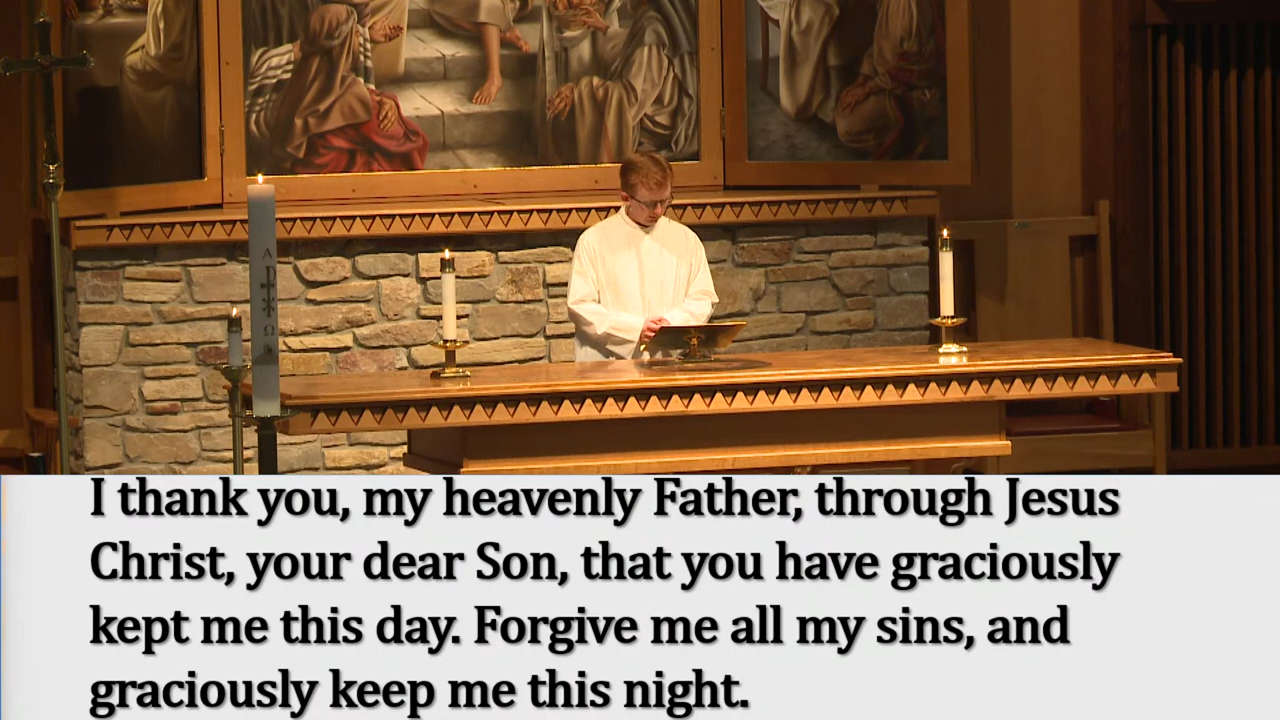 Α
Ω
I thank you, my heavenly Father, through Jesus
Christ, your dear Son, that you have graciously
kept me this day. Forgive me all my sins, and
graciously keep me this night.